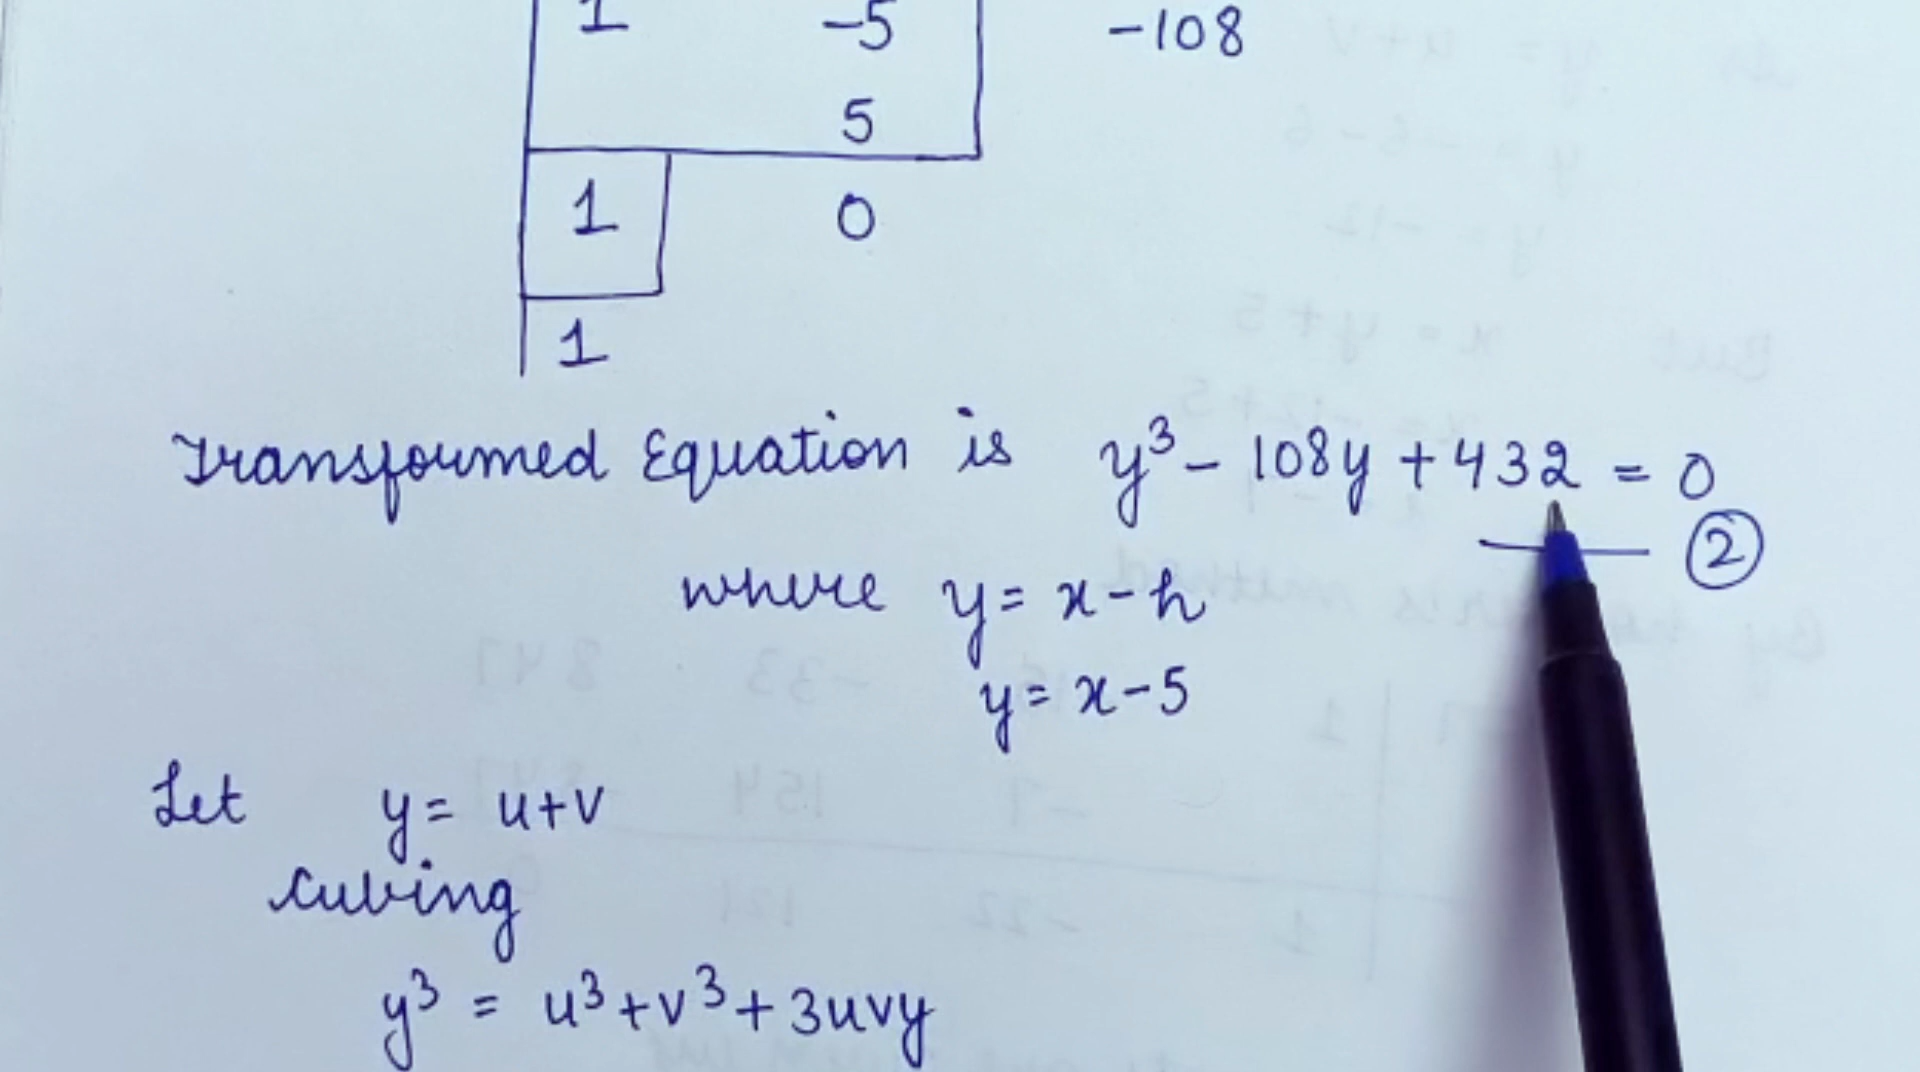 1 -5 -108
5
1 0
1
Transformed Equation is y³ - 108y + 432 = 0
②
where y = x - h
y = x - 5
Let y = u + v
cubing
y³ = u³ + v³ + 3uvy